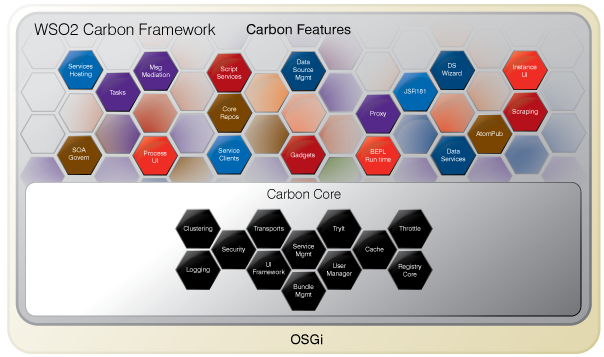 WSO2 Carbon Framework
Carbon Features
Services
Hosting
Msg
Mediation
Tasks
Script
Services
Data
Source
Mgmt
DS
Wizard
Instance
UI
JSR181
Core
Repos
Proxy
Scraping
AtomPub
SOA
Govern
Process
UI
Service
Clients
Gadgets
BEPL
Run time
Data
Services
Carbon Core
Clustering
Transports
TryIt
Throttle
Security
Service
Mgmt
Cache
Logging
UI
Framework
User
Manager
Registry
Core
Bundle
Mgmt
OSGi